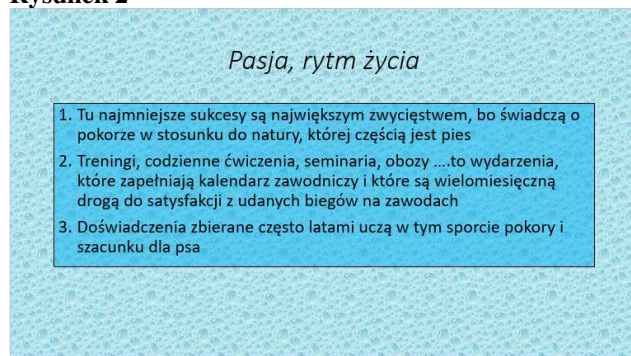 Rysunek 2
Pasja, rytm życia
1. Tu najmniejsze sukcesy są największym zwycięstwem, bo świadczą o
pokorze w stosunku do natury, której częścią jest pies
2. Treningi, codzienne ćwiczenia, seminaria, obozy ….to wydarzenia,
które zapełniają kalendarz zawodniczy i które są wielomiesięczną
drogą do satysfakcji z udanych biegów na zawodach
3. Doświadczenia zbierane często latami uczą w tym sporcie pokory i
szacunku dla psa